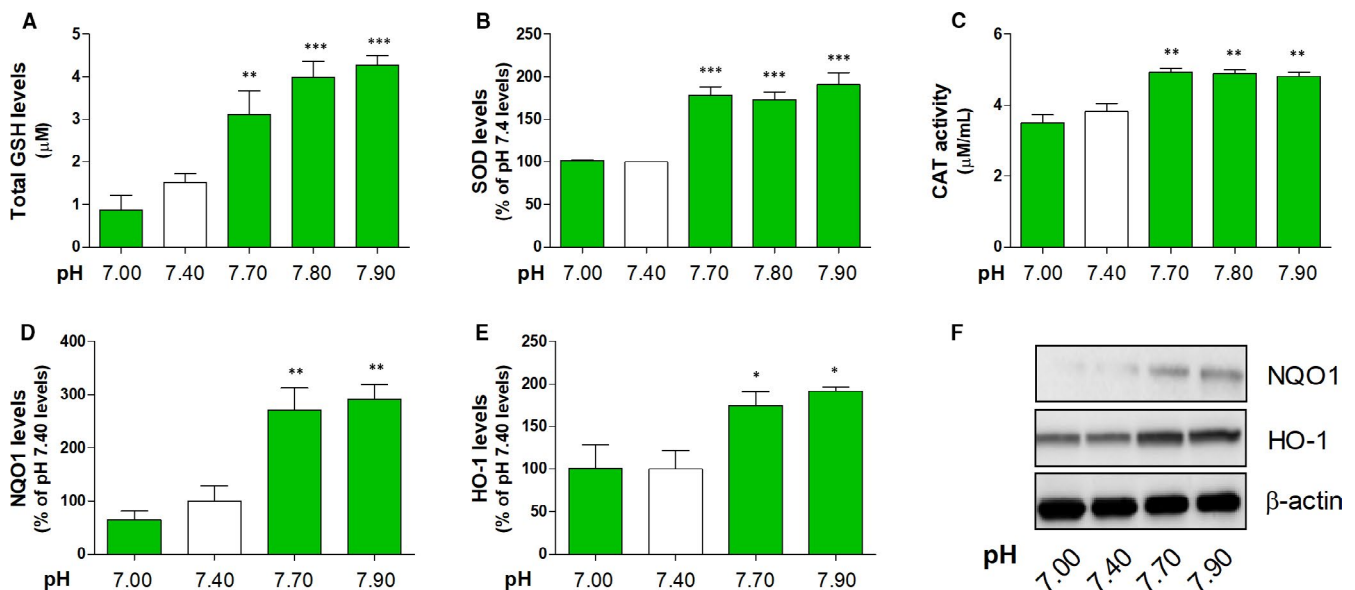 A
Total GSH levels
(μM)
5
4
3
2
1
0
** *** ***
pH 7.00 7.40 7.70 7.80 7.90
B
SOD levels
(% of pH 7.4 levels)
250
200
150
100
50
0
*** *** ***
pH 7.00 7.40 7.70 7.80 7.90
C
CAT activity
(μM/mL)
6
4
2
0
** ** **
pH 7.00 7.40 7.70 7.80 7.90
D
NQO1 levels
(% of pH 7.40 levels)
400
300
200
100
0
** **
pH 7.00 7.40 7.70 7.90
E
HO-1 levels
(% of pH 7.40 levels)
250
200
150
100
50
0
* *
pH 7.00 7.40 7.70 7.90
F
NQO1
HO-1
β-actin
pH 7.00 7.40 7.70 7.90